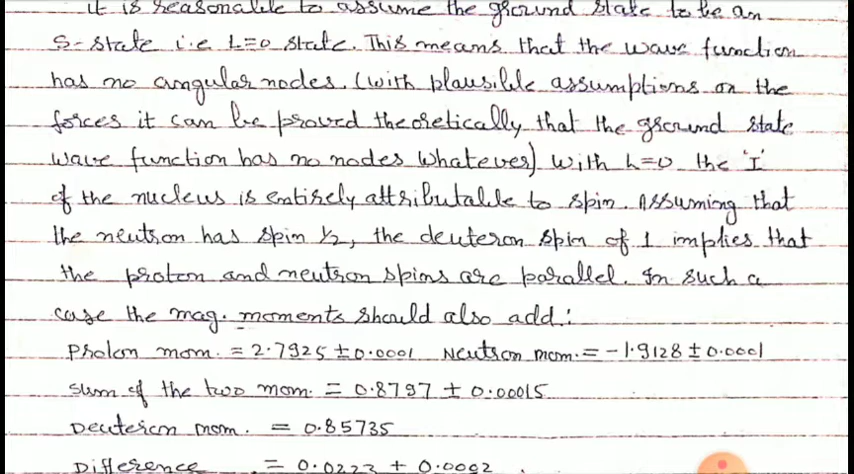 it is reasonable to assume the ground state to be an
S-state i.e L=0 state. This means that the wave function
has no angular nodes. (with plausible assumptions on the
forces it can be proved theoretically that the ground state
wave function has no nodes whatever) with L=0 the 'I'
of the nucleus is entirely attributable to spin. Assuming that
the neutron has spin ½, the deuteron spin of 1 implies that
the proton and neutron spins are parallel. In such a
case the mag. moments should also add:
Proton mom. = 2.7925 ± 0.0001 Neutron mom. = -1.9128 ± 0.0001
sum of the two mom. = 0.8797 ± 0.00015
Deuteron mom. = 0.85735
Difference = 0.0223 ± 0.0002.